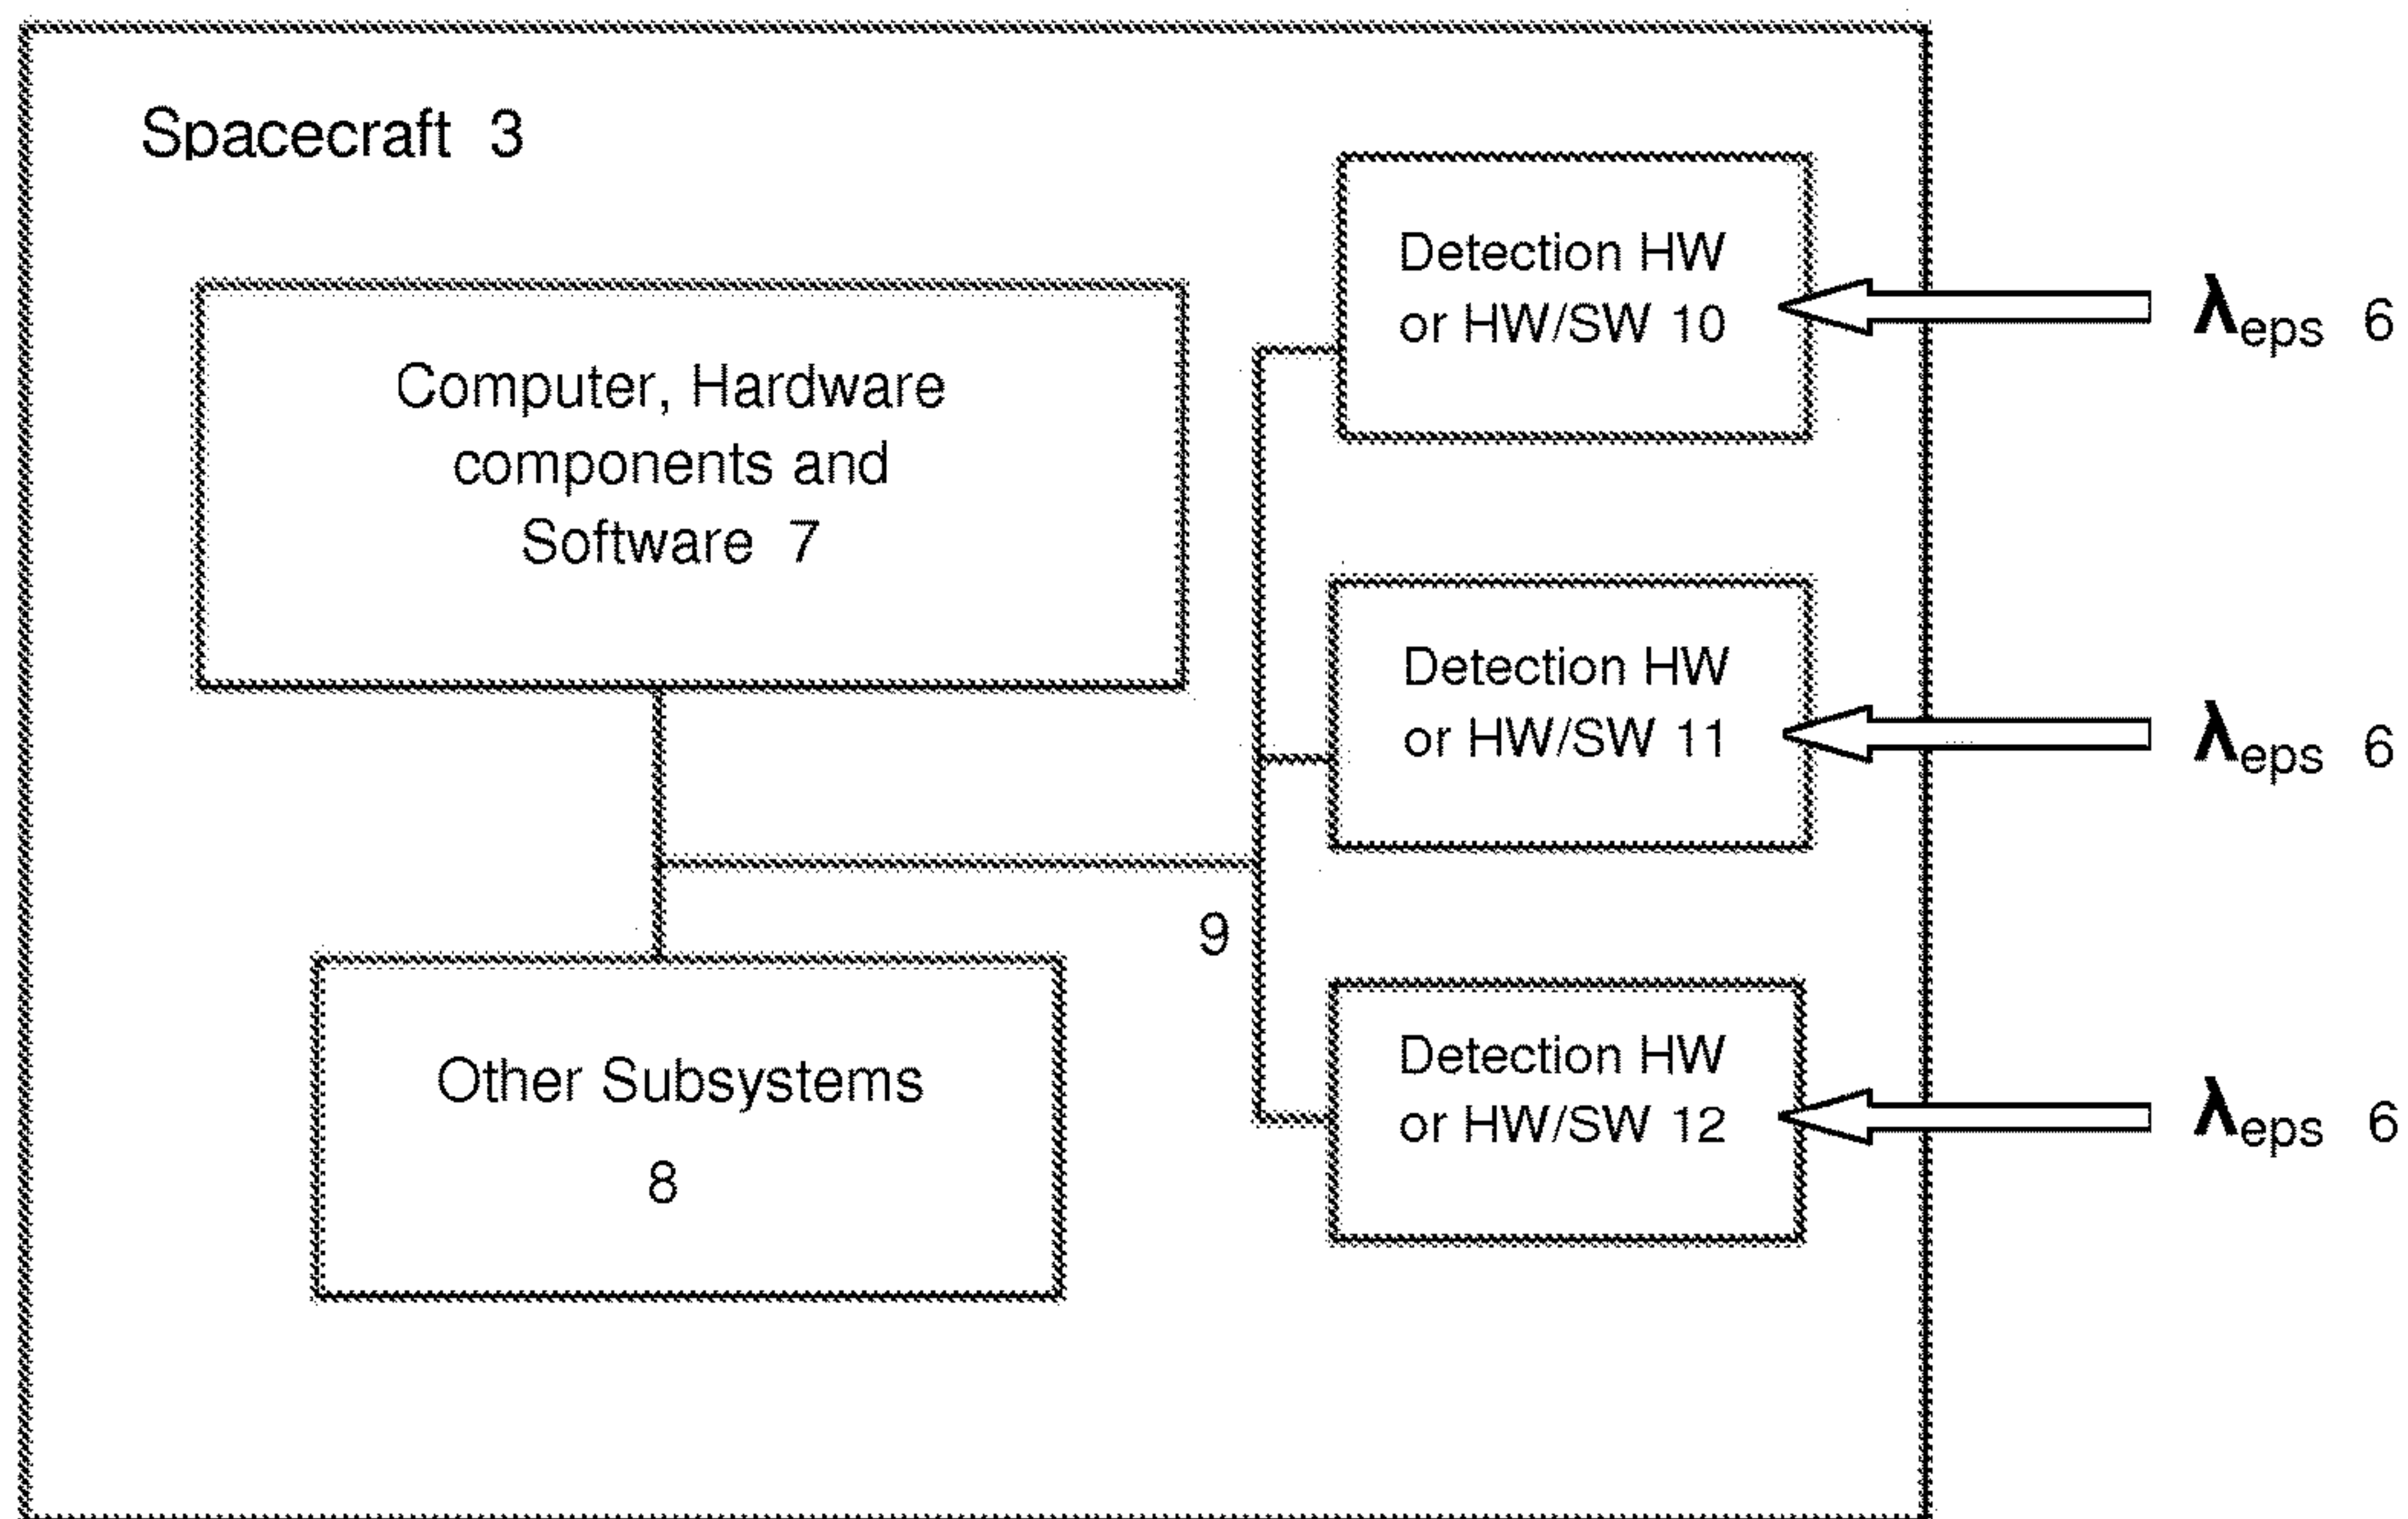 Spacecraft 3
Computer, Hardware
components and
Software 7
Other Subsystems
8
9
Detection HW
or HW/SW 10
λeps 6
Detection HW
or HW/SW 11
λeps 6
Detection HW
or HW/SW 12
λeps 6